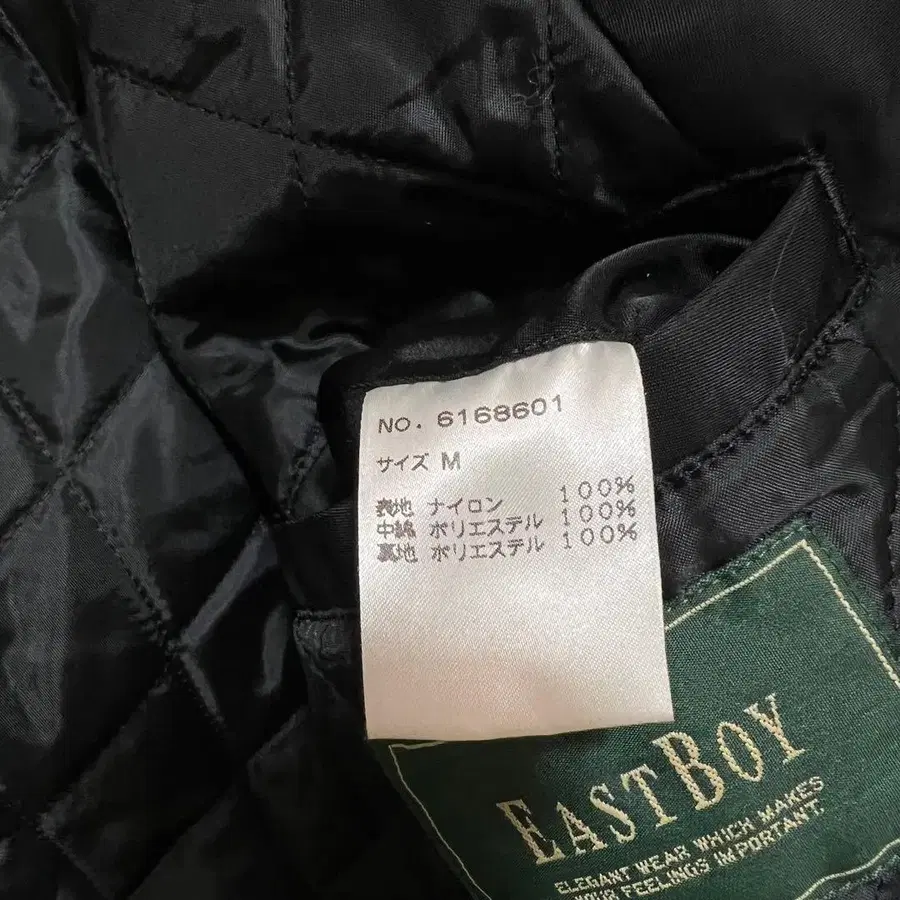 NO. 6168601
サイズ M
表地 ナイロン 100%
中綿 ポリエステル 100%
裏地 ポリエステル 100%
EASTBOY
ELEGANT WEAR WHICH MAKES
YOUR FEELINGS IMPORTANT.